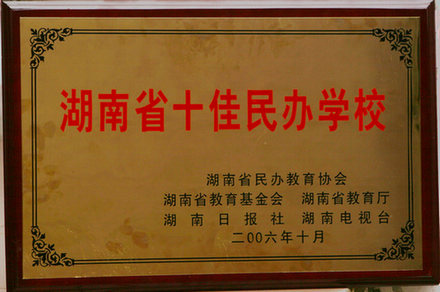 湖南省十佳民办学校
湖南省民办教育协会
湖南省教育基金会 湖南省教育厅
湖南日报社 湖南电视台
二00六年十月